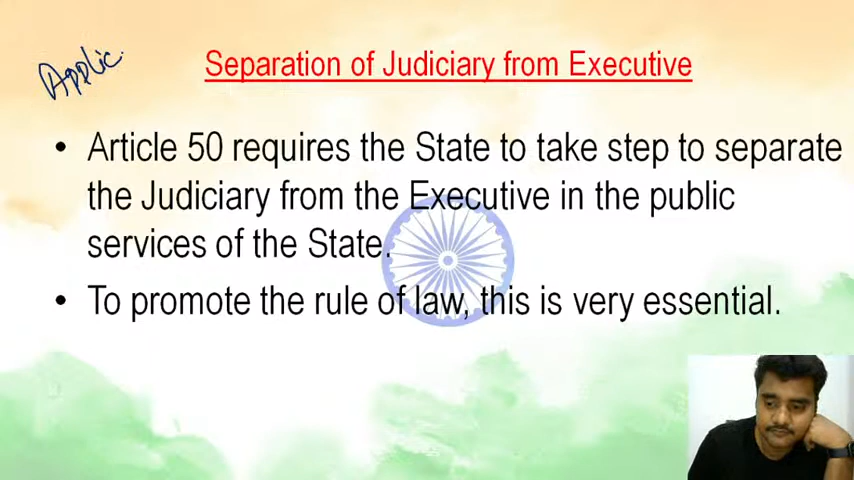 Applic.
Separation of Judiciary from Executive
• Article 50 requires the State to take step to separate
the Judiciary from the Executive in the public
services of the State.
• To promote the rule of law, this is very essential.